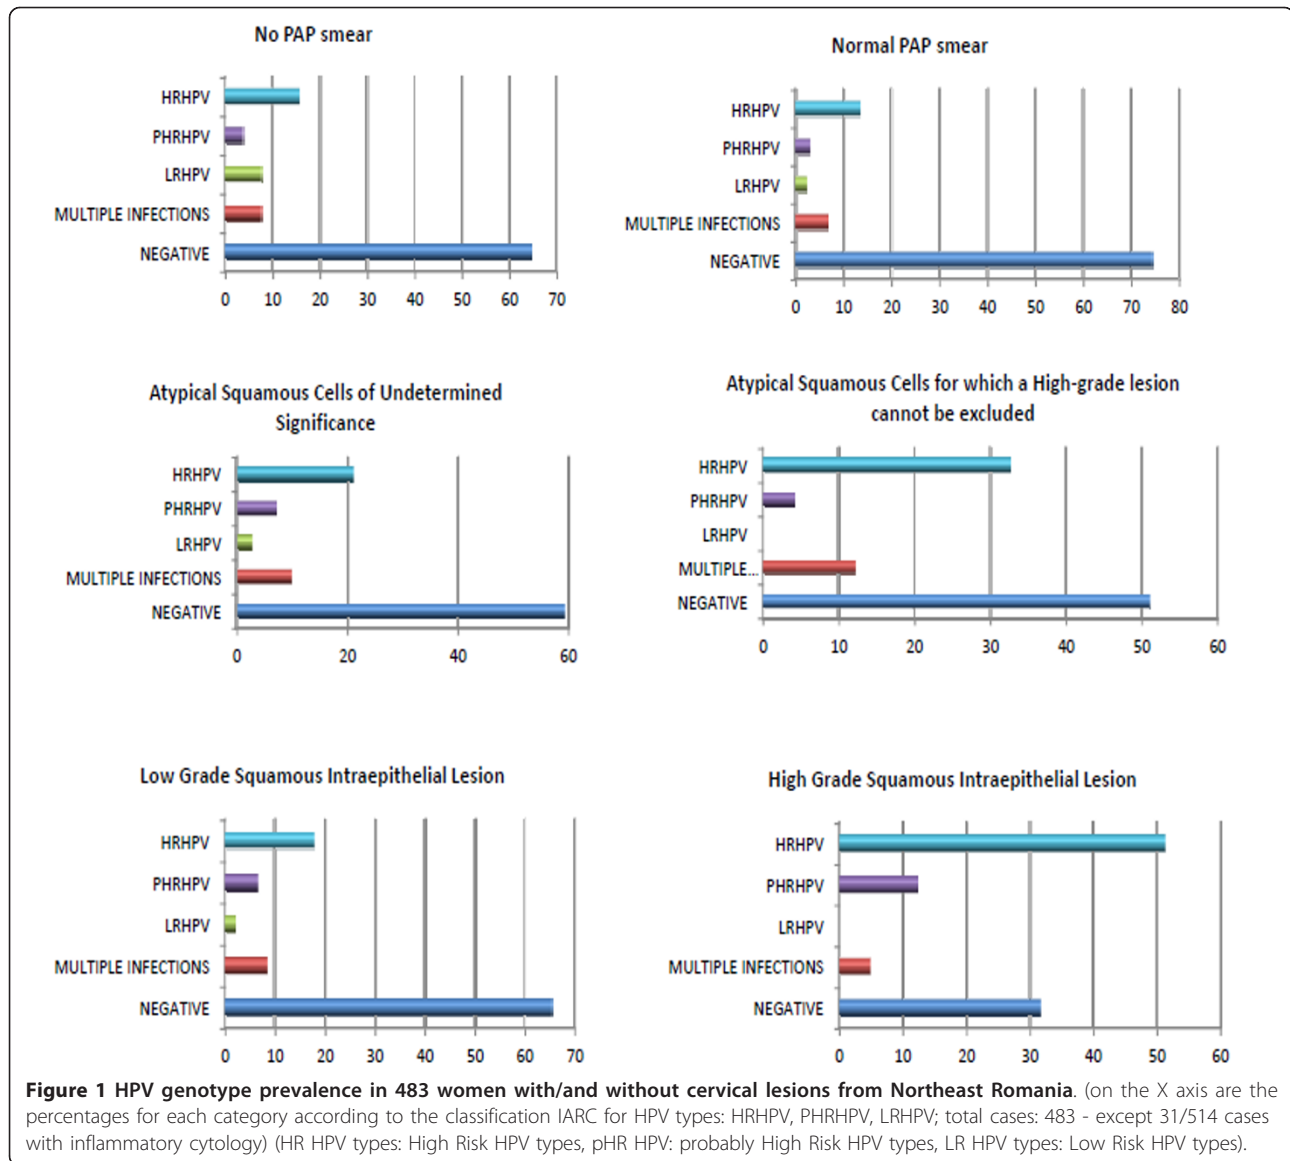 No PAP smear
HRHPV
PHRHPV
LRHPV
MULTIPLE INFECTIONS
NEGATIVE
0 10 20 30 40 50 60 70
Normal PAP smear
HRHPV
PHRHPV
LRHPV
MULTIPLE INFECTIONS
NEGATIVE
0 10 20 30 40 50 60 70 80
Atypical Squamous Cells of Undetermined
Significance
HRHPV
PHRHPV
LRHPV
MULTIPLE INFECTIONS
NEGATIVE
0 20 40 60
Atypical Squamous Cells for which a High-grade lesion
cannot be excluded
HRHPV
PHRHPV
LRHPV
MULTIPLE...
NEGATIVE
0 10 20 30 40 50 60
Low Grade Squamous Intraepithelial Lesion
HRHPV
PHRHPV
LRHPV
MULTIPLE INFECTIONS
NEGATIVE
0 10 20 30 40 50 60 70
High Grade Squamous Intraepithelial Lesion
HRHPV
PHRHPV
LRHPV
MULTIPLE INFECTIONS
NEGATIVE
0 10 20 30 40 50 60
Figure 1 HPV genotype prevalence in 483 women with/and without cervical lesions from Northeast Romania. (on the X axis are the
percentages for each category according to the classification IARC for HPV types: HRHPV, PHRHPV, LRHPV; total cases: 483 - except 31/514 cases
with inflammatory cytology) (HR HPV types: High Risk HPV types, pHR HPV: probably High Risk HPV types, LR HPV types: Low Risk HPV types).